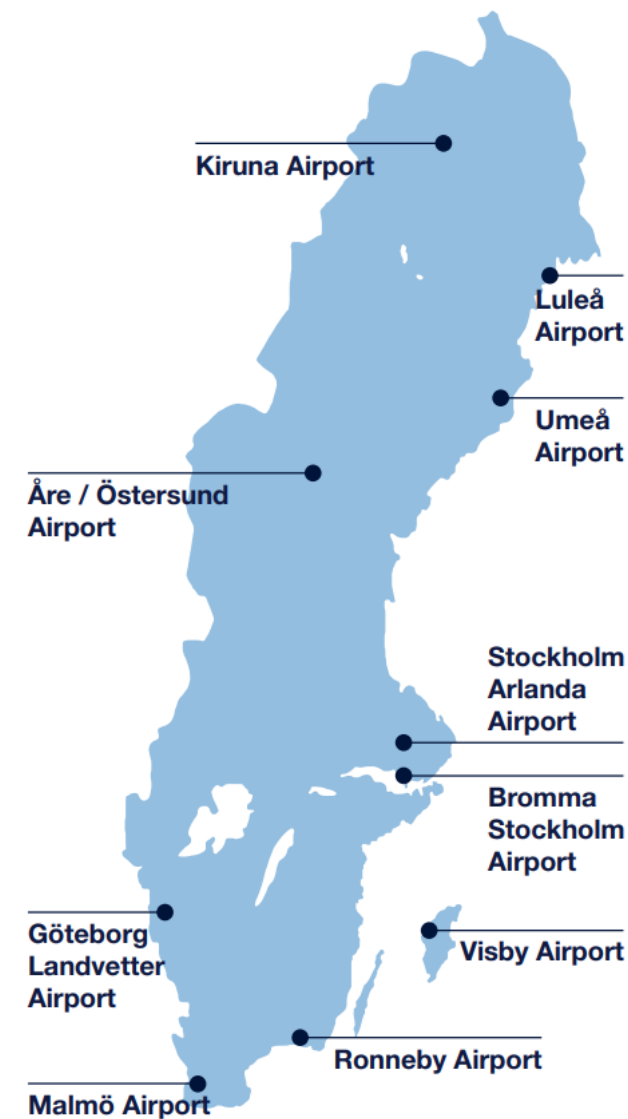 Kiruna Airport
Luleå
Airport
Umeå
Airport
Åre / Östersund
Airport
Stockholm
Arlanda
Airport
Bromma
Stockholm
Airport
Göteborg
Landvetter
Airport
Visby Airport
Ronneby Airport
Malmö Airport